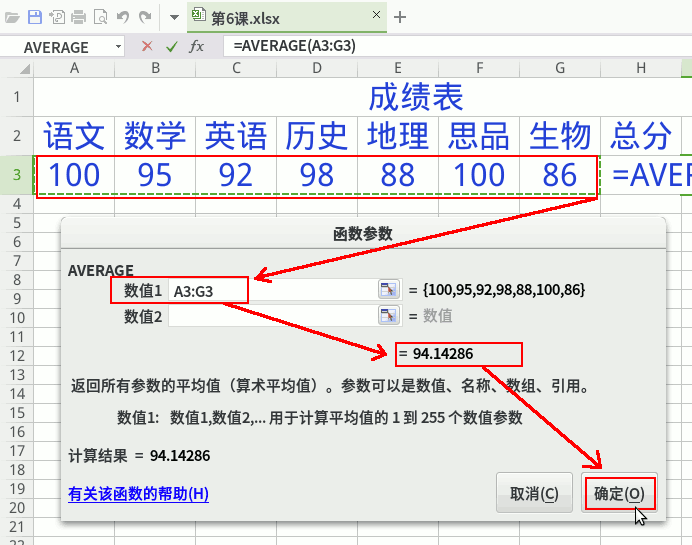 第6课.xlsx
AVERAGE fx =AVERAGE(A3:G3)
A B C D E F G H
1 成绩表
2 语文 数学 英语 历史 地理 思品 生物 总分
3 100 95 92 98 88 100 86 =AVER
4
5
6 函数参数
7
8 AVERAGE
9 数值1 A3:G3 = {100,95,92,98,88,100,86}
10 数值2 = 数值
11
12 = 94.14286
13
14 返回所有参数的平均值（算术平均值）。参数可以是数值、名称、数组、引用。
15 数值1: 数值1,数值2,... 用于计算平均值的 1 到 255 个数值参数
16
17 计算结果 = 94.14286
18
19 有关该函数的帮助(H) 取消(C) 确定(O)
20
21
22